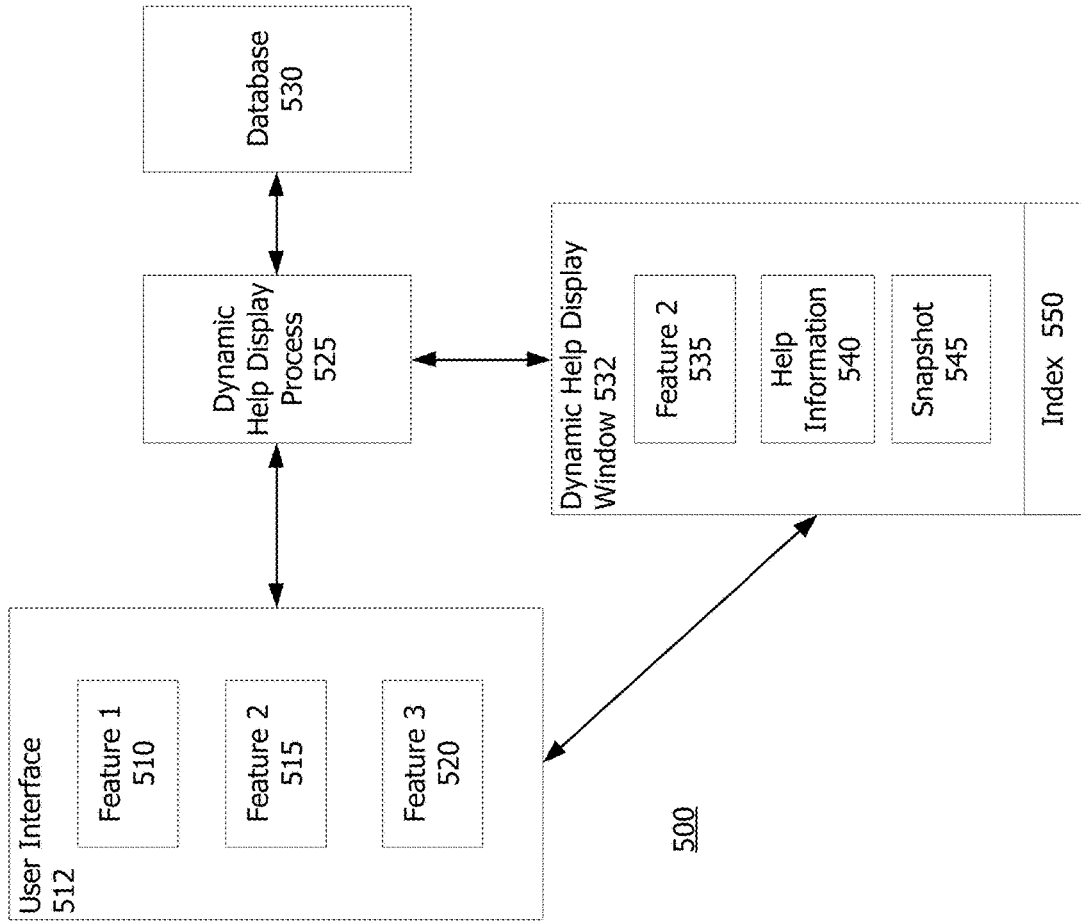 User Interface
512
Feature 1
510
Feature 2
515
Feature 3
520
Dynamic
Help Display
Process
525
Database
530
Dynamic Help Display
Window 532
Feature 2
535
Help
Information
540
Snapshot
545
Index 550
500